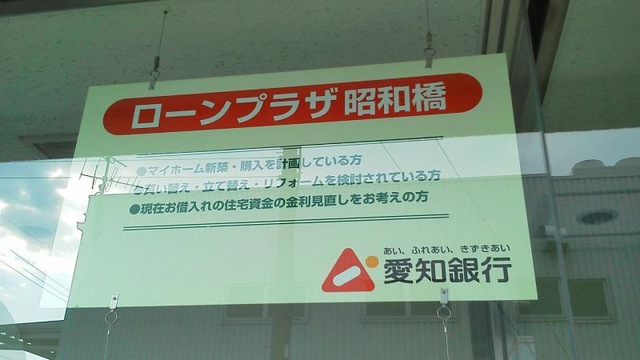 ローンプラザ昭和橋
●マイホーム新築・購入を計画している方
●買い替え・立て替え・リフォームを検討されている方
●現在お借入れの住宅資金の金利見直しをお考えの方
あい、ふれあい、きずきあい
愛知銀行